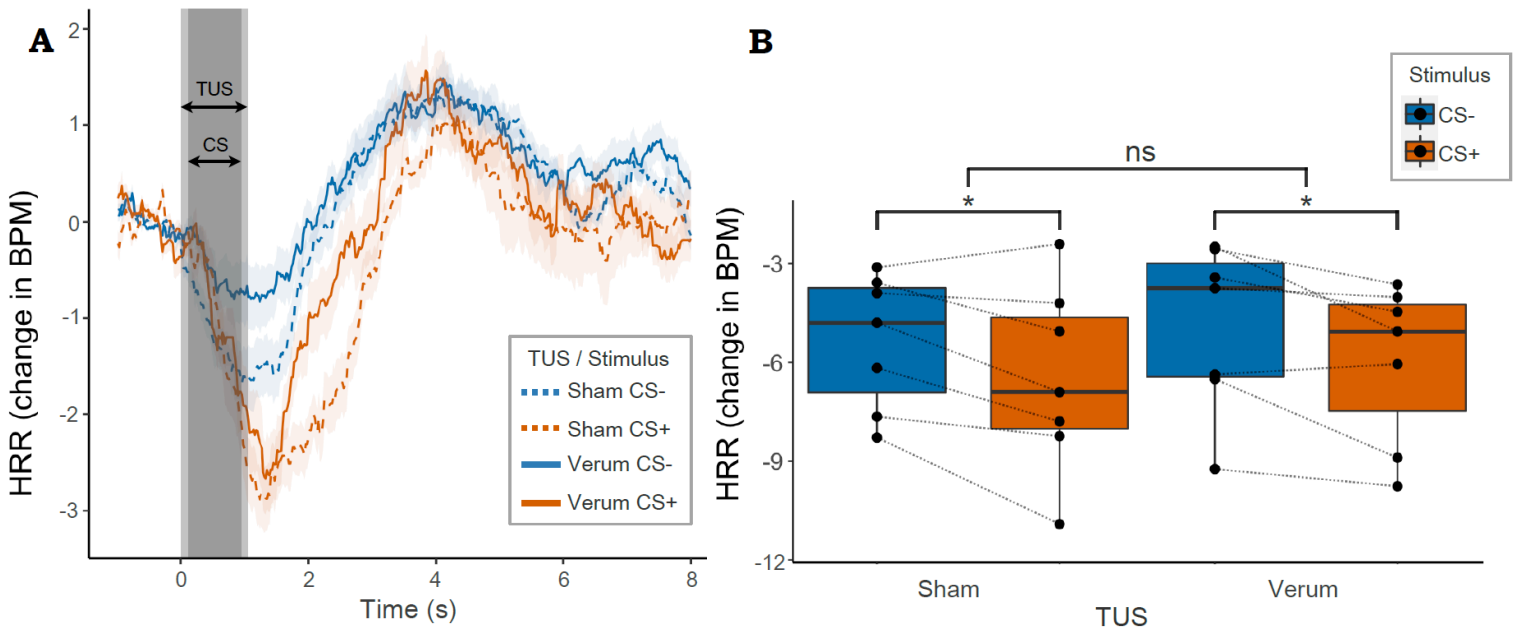 A
HRR (change in BPM)
2
1
0
-1
-2
-3
TUS
CS
TUS / Stimulus
Sham CS-
Sham CS+
Verum CS-
Verum CS+
0 2 4 6 8
Time (s)
B
Stimulus
CS-
CS+
ns
* *
HRR (change in BPM)
-3
-6
-9
-12
Sham Verum
TUS